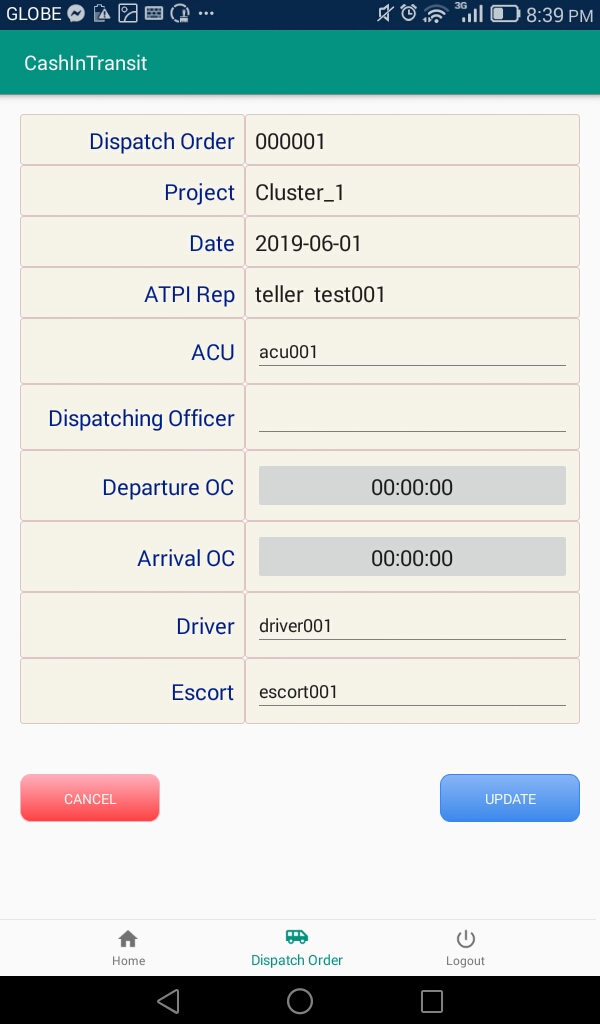 GLOBE ... 3G 8:39 PM
CashInTransit
Dispatch Order 000001
Project Cluster_1
Date 2019-06-01
ATPI Rep teller  test001
ACU acu001
Dispatching Officer
Departure OC 00:00:00
Arrival OC 00:00:00
Driver driver001
Escort escort001
CANCEL UPDATE
Home Dispatch Order Logout